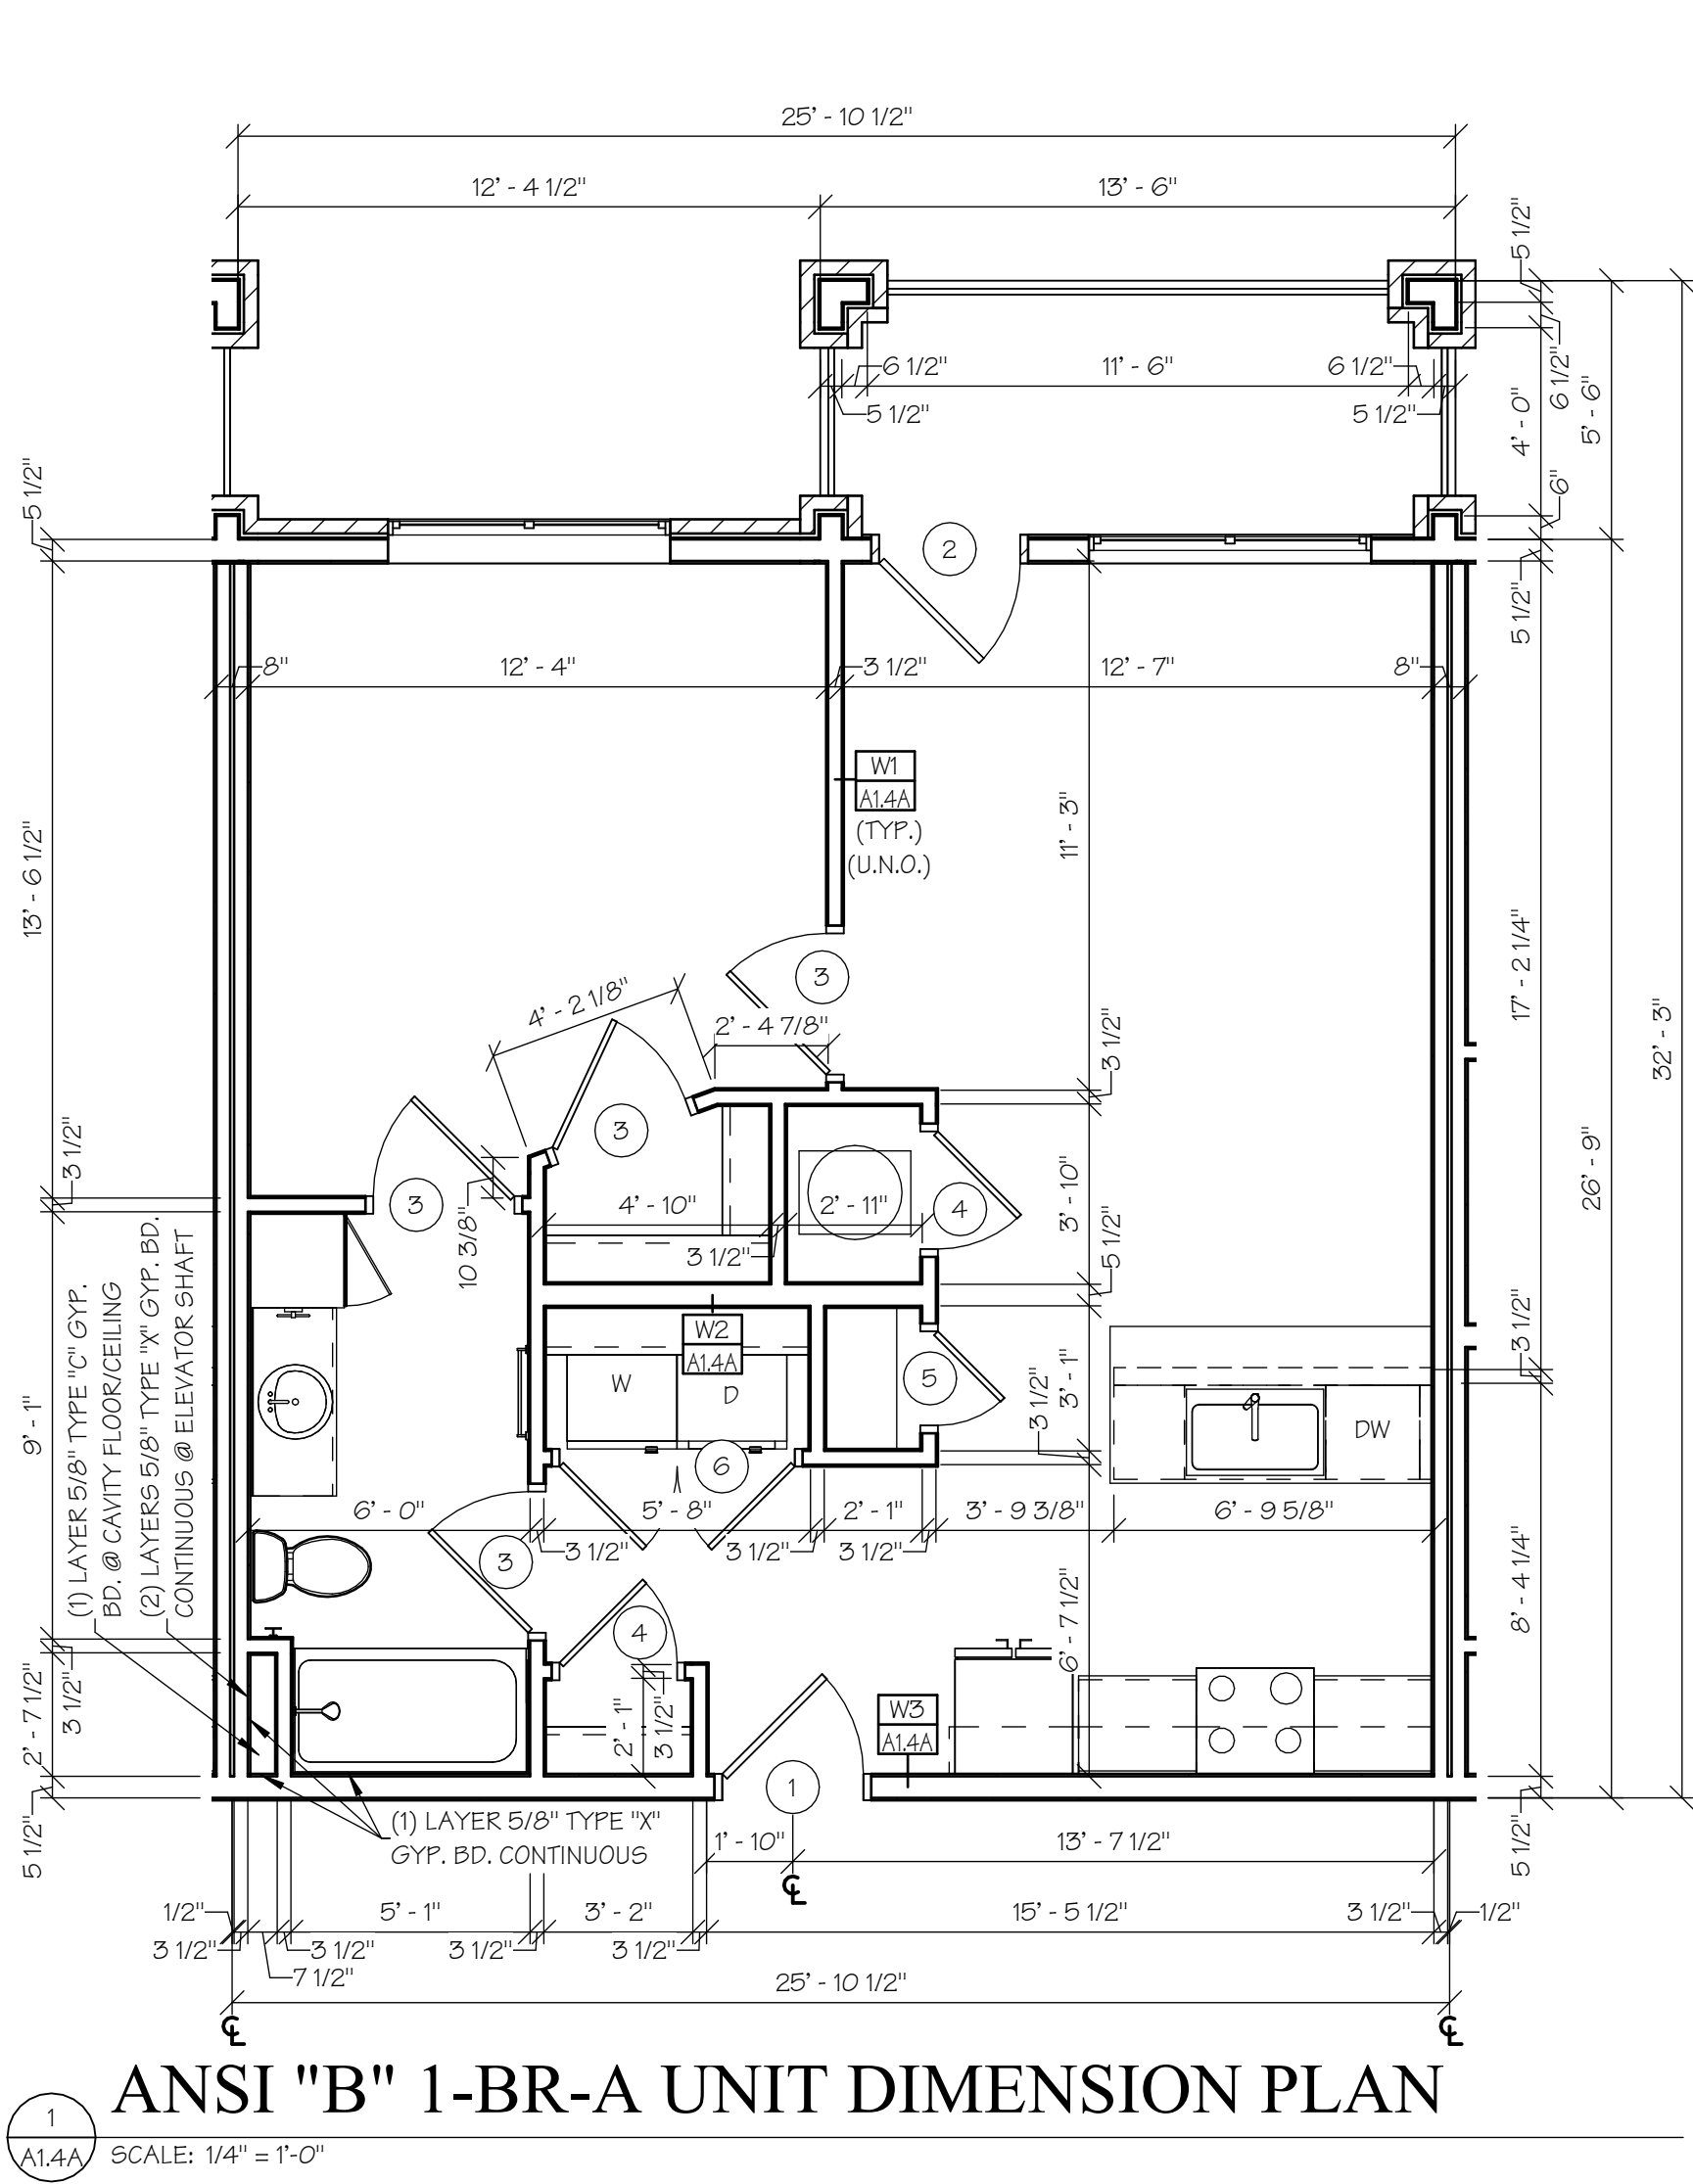 25' - 10 1/2"
12' - 4 1/2"
13' - 6"
5 1/2"
6 1/2"
11' - 6"
6 1/2"
5 1/2"
5 1/2"
6 1/2"
4' - 0"
5' - 6"
6"
5 1/2"
5 1/2"
2
8"
12' - 4"
3 1/2"
12' - 7"
8"
W1
A1.4A
(TYP.)
(U.N.O.)
11' - 3"
13' - 6 1/2"
17' - 2 1/4"
32' - 3"
26' - 9"
3
4' - 2 1/8"
2' - 4 7/8"
3 1/2"
3
3 1/2"
3
10 3/8"
4' - 10"
2' - 11"
3 1/2"
4
3' - 10"
5 1/2"
(1) LAYER 5/8" TYPE "C" GYP.
BD. @ CAVITY FLOOR/CEILING
(2) LAYERS 5/8" TYPE "X" GYP. BD.
CONTINUOUS @ ELEVATOR SHAFT
9' - 1"
W2
A1.4A
W
D
5
3' - 1"
3 1/2"
3 1/2"
DW
6
6' - 0"
5' - 8"
2' - 1"
3' - 9 3/8"
6' - 9 5/8"
3 1/2"
3 1/2"
3 1/2"
3
4
6' - 7 1/2"
8' - 4 1/4"
2' - 7 1/2"
3 1/2"
2' - 1"
3 1/2"
W3
A1.4A
1
5 1/2"
5 1/2"
(1) LAYER 5/8" TYPE "X"
GYP. BD. CONTINUOUS
1' - 10"
13' - 7 1/2"
℄
1/2"
5' - 1"
3' - 2"
15' - 5 1/2"
3 1/2"
1/2"
3 1/2"
3 1/2"
3 1/2"
3 1/2"
7 1/2"
25' - 10 1/2"
℄
℄
ANSI "B" 1-BR-A UNIT DIMENSION PLAN
1
A1.4A
SCALE: 1/4" = 1'-0"